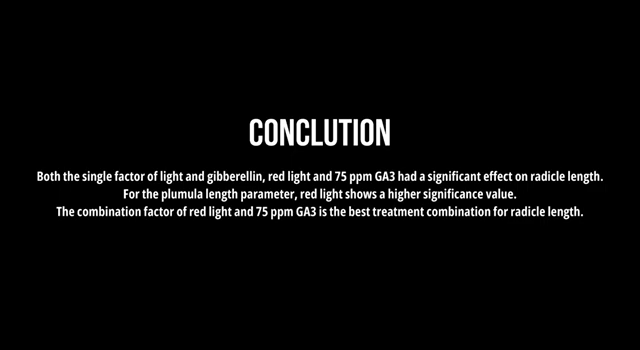 CONCLUTION
Both the single factor of light and gibberellin, red light and 75 ppm GA3 had a significant effect on radicle length.
For the plumula length parameter, red light shows a higher significance value.
The combination factor of red light and 75 ppm GA3 is the best treatment combination for radicle length.